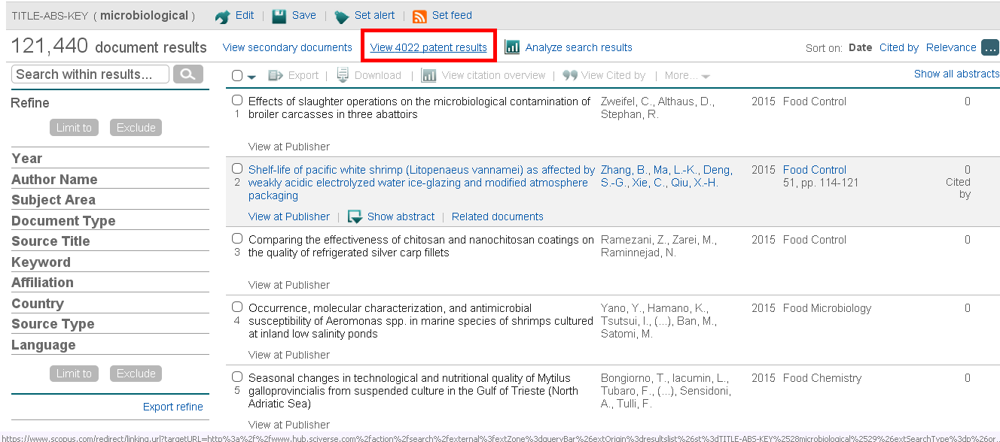 TITLE-ABS-KEY ( microbiological ) Edit | Save | Set alert | Set feed
121,440 document results View secondary documents View 4022 patent results Analyze search results Sort on: Date Cited by Relevance ...
Search within results... Export | Download | View citation overview | View Cited by | More... Show all abstracts
Refine
Limit to Exclude
Year
Author Name
Subject Area
Document Type
Source Title
Keyword
Affiliation
Country
Source Type
Language
Limit to Exclude
Export refine
1 Effects of slaughter operations on the microbiological contamination of Zweifel, C., Althaus, D., 2015 Food Control 0
broiler carcasses in three abattoirs Stephan, R.
View at Publisher
Shelf-life of pacific white shrimp (Litopenaeus vannamei) as affected by Zhang, B., Ma, L.-K., Deng, 2015 Food Control 0
2 weakly acidic electrolyzed water ice-glazing and modified atmosphere S.-G., Xie, C., Qiu, X.-H. 51, pp. 114-121 Cited
packaging by
View at Publisher | Show abstract | Related documents
Comparing the effectiveness of chitosan and nanochitosan coatings on Ramezani, Z., Zarei, M., 2015 Food Control 0
3 the quality of refrigerated silver carp fillets Raminnejad, N.
View at Publisher
Occurrence, molecular characterization, and antimicrobial Yano, Y., Hamano, K., 2015 Food Microbiology 0
4 susceptibility of Aeromonas spp. in marine species of shrimps cultured Tsutsui, I., (...), Ban, M.,
at inland low salinity ponds Satomi, M.
View at Publisher
Seasonal changes in technological and nutritional quality of Mytilus Bongiorno, T., Iacumin, L., 2015 Food Chemistry 0
5 galloprovincialis from suspended culture in the Gulf of Trieste (North Tubaro, F., (...), Sensidoni,
Adriatic Sea) A., Tulli, F.
View at Publisher
https://www.scopus.com/redirect/linking.url?targetURL=http%3a%2f%2fwww.hub.sciverse.com%2faction%2fsearch%2fexternal%3fextZone%3dqueryBar%26extOrigin%3dresultslist%26st%3dTITLE-ABS-KEY%2528microbiological%2529%26extSearchType%3dp%26or...